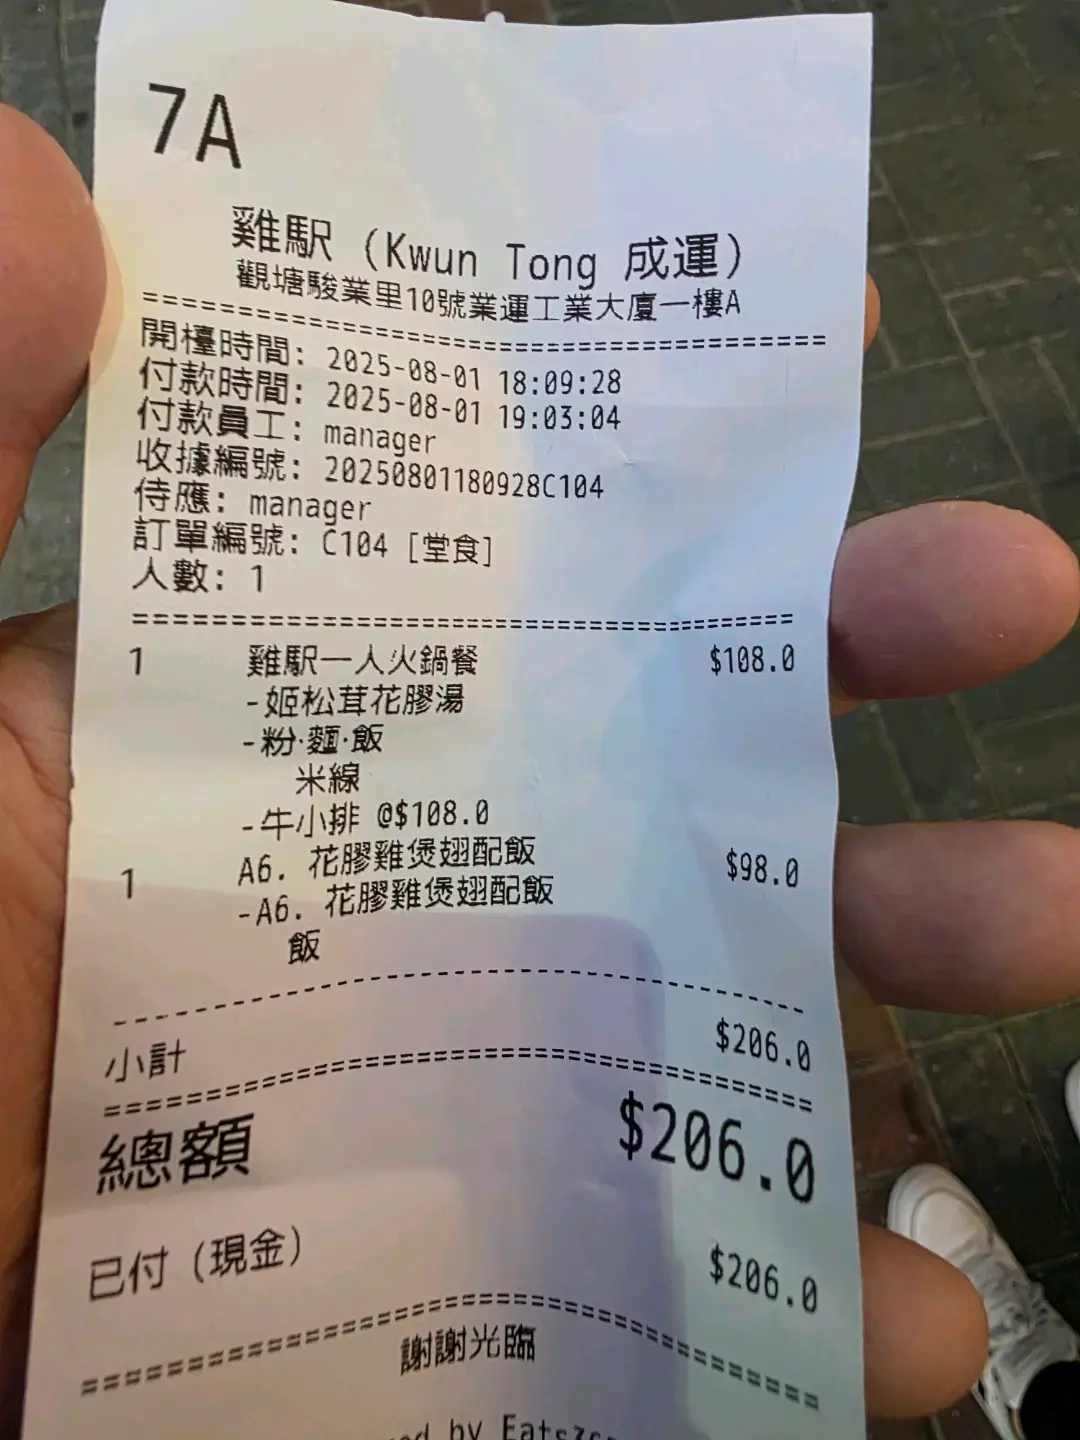 7A
雞駅 (Kwun Tong 成運)
觀塘駿業里10號業運工業大廈一樓A
========================================
開檯時間: 2025-08-01 18:09:28
付款時間: 2025-08-01 19:03:04
付款員工: manager
收據編號: 20250801180928C104
侍應: manager
訂單編號: C104 [堂食]
人數: 1
========================================
1 雞駅一人火鍋餐 $108.0
-姬松茸花膠湯
-粉·麵·飯
米線
-牛小排 @$108.0
1 A6. 花膠雞煲翅配飯 $98.0
-A6. 花膠雞煲翅配飯
飯
----------------------------------------
小計 $206.0
========================================
總額 $206.0
已付 (現金) $206.0
========================================
謝謝光臨
by